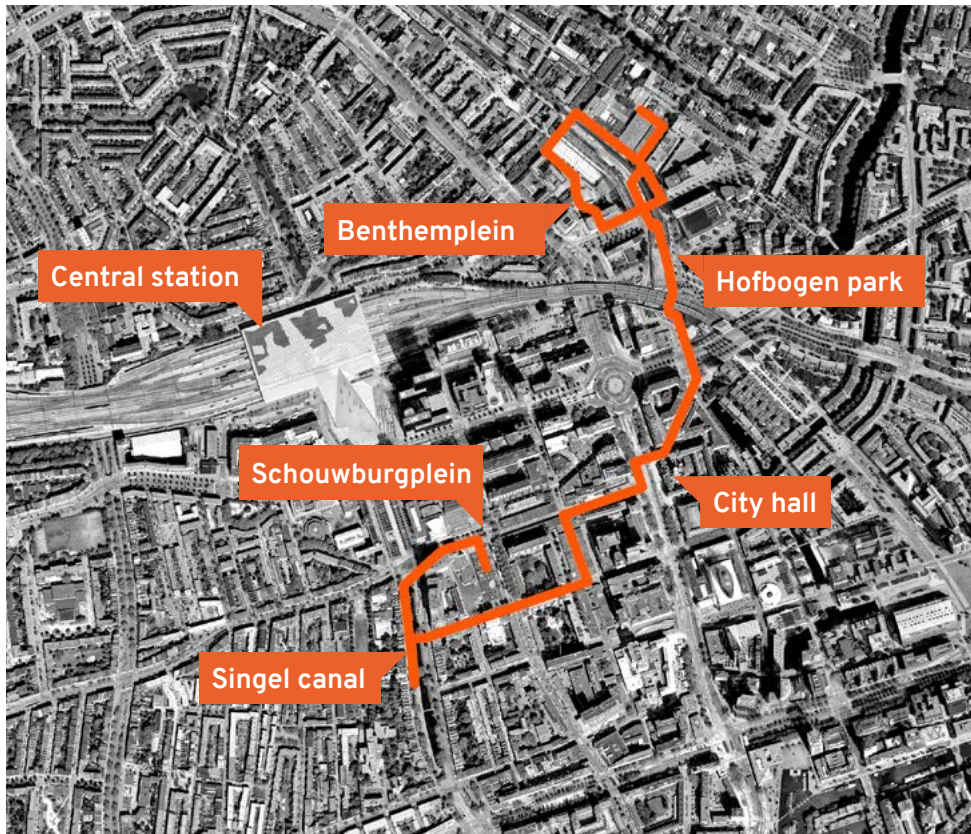 Benthemplein
Central station
Hofbogen park
Schouwburgplein
City hall
Singel canal